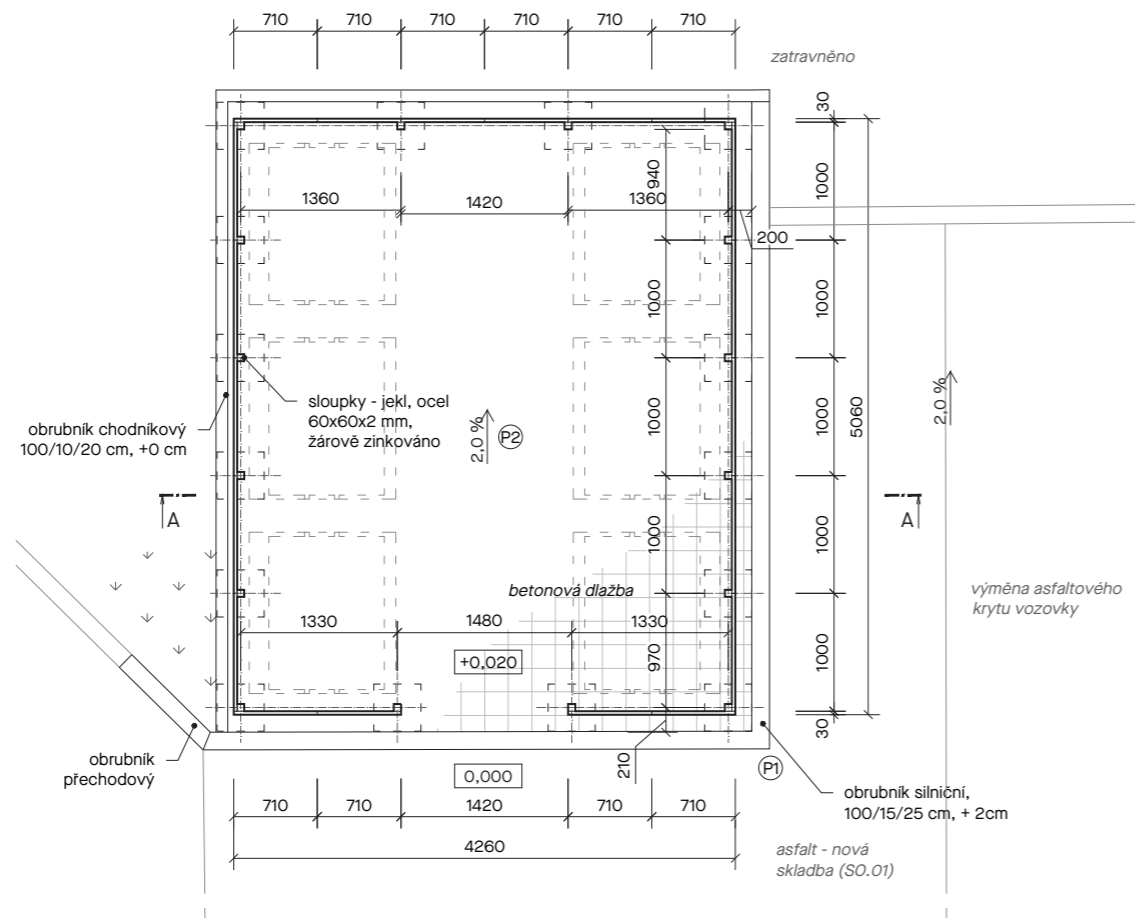 710 710 710 710 710 710
zatravněno
30
1000
940
1360 1420 1360
200
1000
1000
sloupky - jekl, ocel
60x60x2 mm,
žárově zinkováno
obrubník chodníkový
100/10/20 cm, +0 cm
2,0 %
P2
1000
1000
5060
2,0 %
A
A
1000
1000
betonová dlažba
výměna asfaltového
krytu vozovky
1330 1480 1330
+0,020
970
1000
30
obrubník
přechodový
0,000
210
P1
obrubník silniční,
100/15/25 cm, + 2cm
710 710 1420 710 710
4260
asfalt - nová
skladba (SO.01)